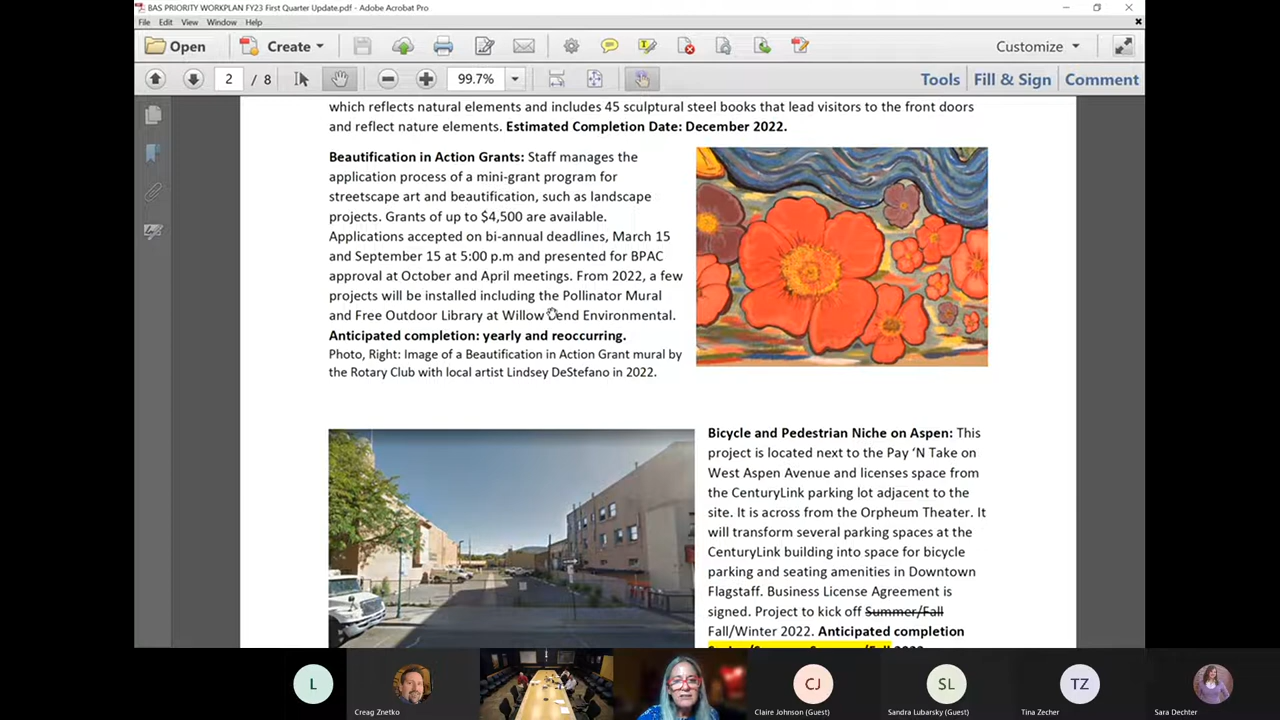 BAS PRIORITY WORKPLAN FY23 First Quarter Update.pdf - Adobe Acrobat Pro
File Edit View Window Help
Open Create Customize
2 / 8 99.7% Tools Fill & Sign Comment
which reflects natural elements and includes 45 sculptural steel books that lead visitors to the front doors
and reflect nature elements. Estimated Completion Date: December 2022.
Beautification in Action Grants: Staff manages the
application process of a mini-grant program for
streetscape art and beautification, such as landscape
projects. Grants of up to $4,500 are available.
Applications accepted on bi-annual deadlines, March 15
and September 15 at 5:00 p.m and presented for BPAC
approval at October and April meetings. From 2022, a few
projects will be installed including the Pollinator Mural
and Free Outdoor Library at Willow Bend Environmental.
Anticipated completion: yearly and reoccurring.
Photo, Right: Image of a Beautification in Action Grant mural by
the Rotary Club with local artist Lindsey DeStefano in 2022.
Bicycle and Pedestrian Niche on Aspen: This
project is located next to the Pay ‘N Take on
West Aspen Avenue and licenses space from
the CenturyLink parking lot adjacent to the
site. It is across from the Orpheum Theater. It
will transform several parking spaces at the
CenturyLink building into space for bicycle
parking and seating amenities in Downtown
Flagstaff. Business License Agreement is
signed. Project to kick off Summer/Fall
Fall/Winter 2022. Anticipated completion
L
Creag Znetko
CJ
Claire Johnson (Guest)
SL
Sandra Lubarsky (Guest)
TZ
Tina Zecher
Sara Dechter